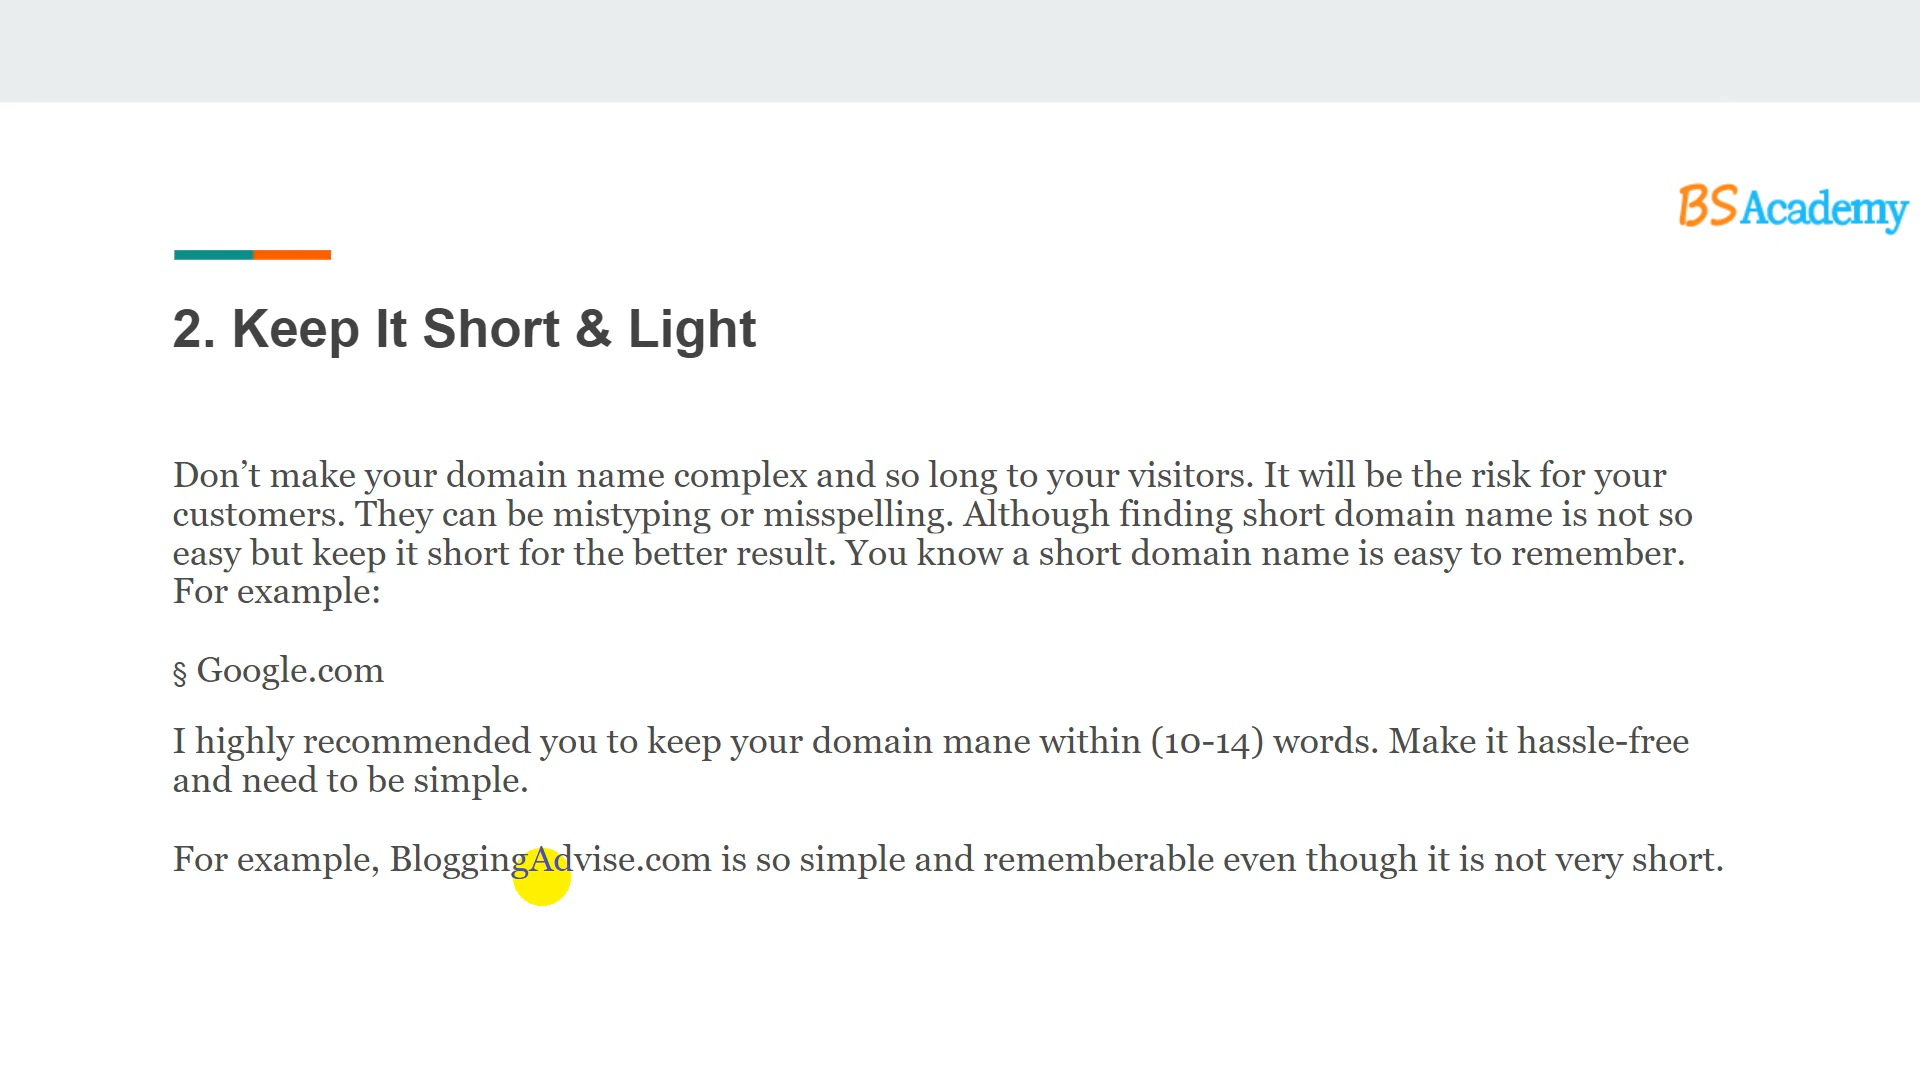 BSAcademy
2. Keep It Short & Light
Don’t make your domain name complex and so long to your visitors. It will be the risk for your
customers. They can be mistyping or misspelling. Although finding short domain name is not so
easy but keep it short for the better result. You know a short domain name is easy to remember.
For example:
§ Google.com
I highly recommended you to keep your domain mane within (10-14) words. Make it hassle-free
and need to be simple.
For example, BloggingAdvise.com is so simple and rememberable even though it is not very short.